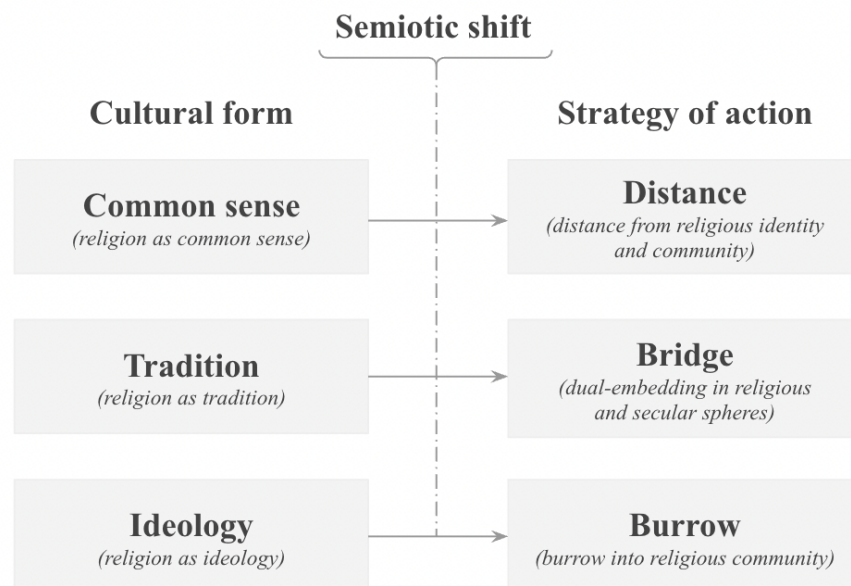 Semiotic shift
Cultural form
Strategy of action
Common sense
(religion as common sense)
Distance
(distance from religious identity
and community)
Tradition
(religion as tradition)
Bridge
(dual-embedding in religious
and secular spheres)
Ideology
(religion as ideology)
Burrow
(burrow into religious community)